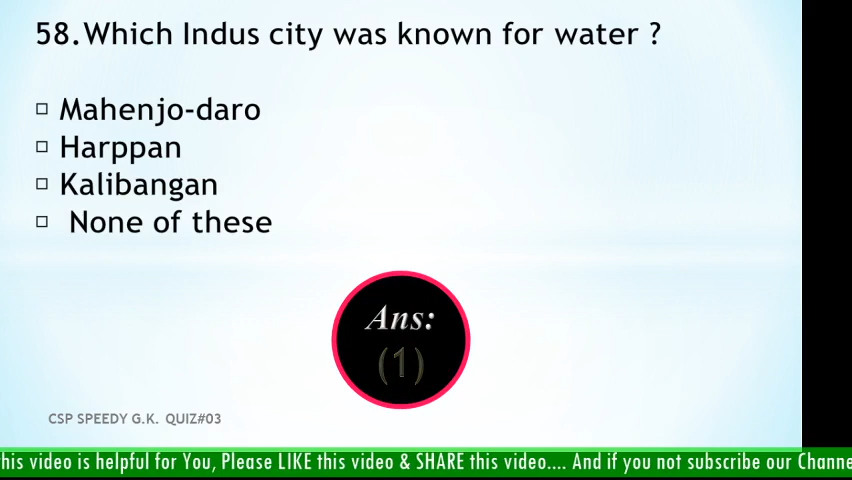 58.Which Indus city was known for water ?
Mahenjo-daro
Harppan
Kalibangan
None of these
Ans:
(1)
CSP SPEEDY G.K. QUIZ#03
this video is helpful for You, Please LIKE this video & SHARE this video.... And if you not subscribe our Channe